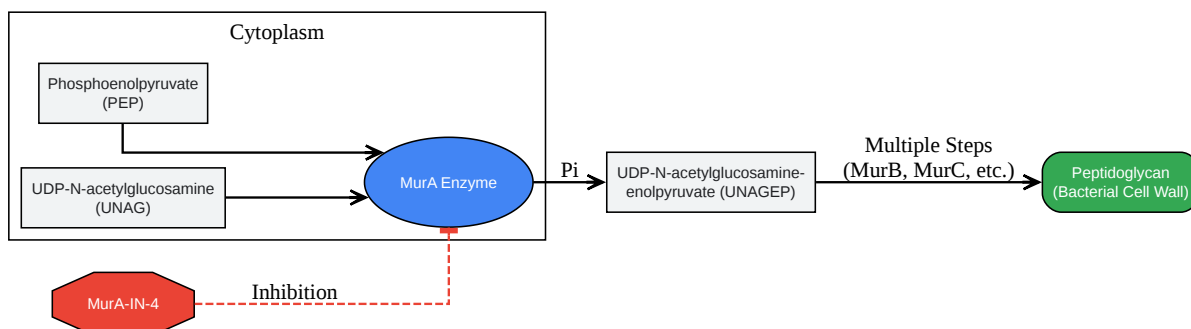 Cytoplasm
Phosphoenolpyruvate
(PEP)
UDP-N-acetylglucosamine
(UNAG)
MurA Enzyme
Pi
UDP-N-acetylglucosamine-
enolpyruvate (UNAGEP)
Multiple Steps
(MurB, MurC, etc.)
Peptidoglycan
(Bacterial Cell Wall)
MurA-IN-4
Inhibition